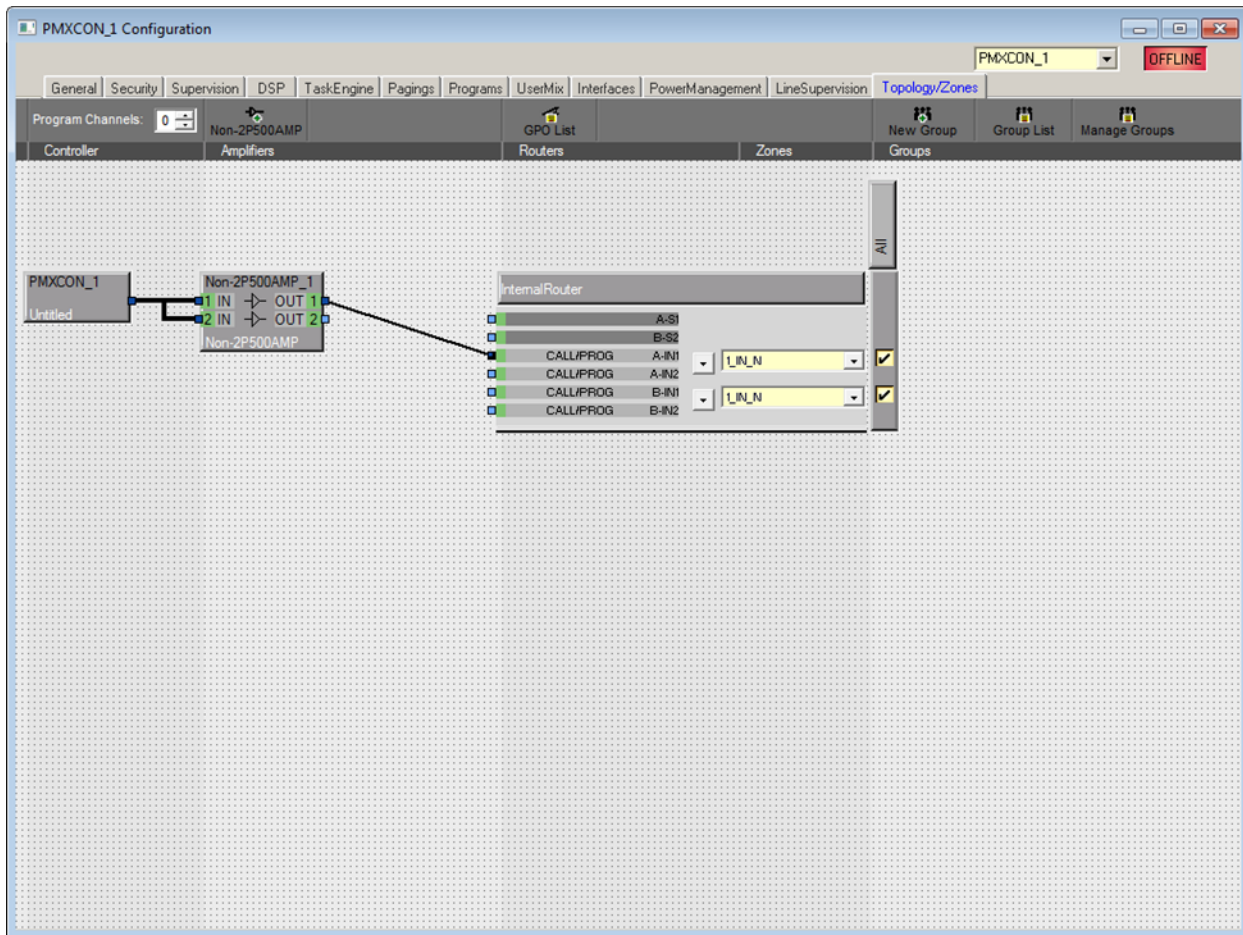 PMXCON_1 Configuration
PMXCON_1 OFFLINE
General Security Supervision DSP TaskEngine Pagings Programs UserMix Interfaces PowerManagement LineSupervision Topology/Zones
Program Channels: 0 Non-2P500AMP GPO List New Group Group List Manage Groups
Controller Amplifiers Routers Zones Groups
All
PMXCON_1 Non-2P500AMP_1 InternalRouter
1 IN OUT 1
Untitled 2 IN OUT 2 A-S1
Non-2P500AMP B-S2
CALL/PROG A-IN1 1_IN_N
CALL/PROG A-IN2
CALL/PROG B-IN1 1_IN_N
CALL/PROG B-IN2